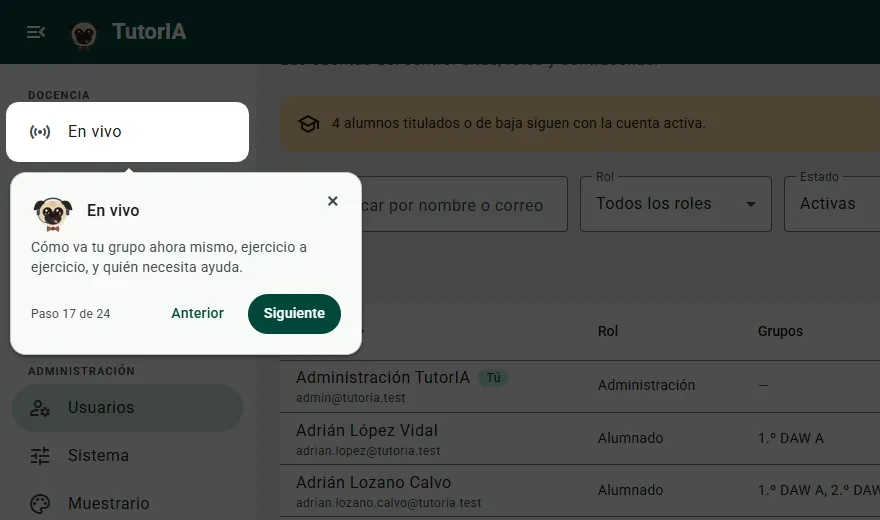 TutorIA
DOCENCIA
En vivo
4 alumnos titulados o de baja siguen con la cuenta activa.
En vivo
Cómo va tu grupo ahora mismo, ejercicio a
ejercicio, y quién necesita ayuda.
Paso 17 de 24
Anterior
Siguiente
por nombre o correo
Rol
Todos los roles
Estado
Activas
Rol
Grupos
ADMINISTRACIÓN
Usuarios
Sistema
Muestrario
Administración TutorIA
Tú
admin@tutoria.test
Administración
—
Adrián López Vidal
adrian.lopez@tutoria.test
Alumnado
1.º DAW A
Adrián Lozano Calvo
adrian.lozano.calvo@tutoria.test
Alumnado
1.º DAW A, 2.º DAW